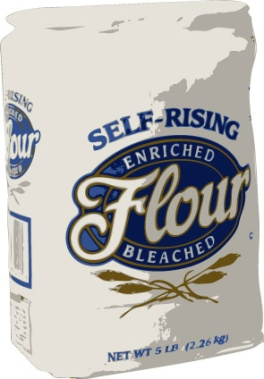 SELF-RISING
ENRICHED
Flour
BLEACHED
NET WT 5 LB (2.26 kg)